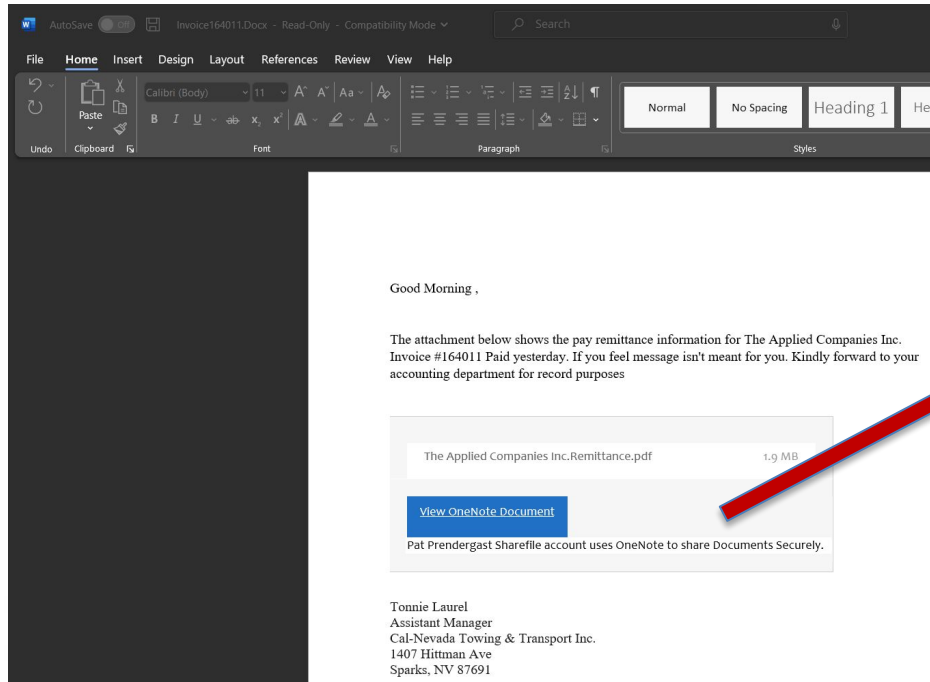 AutoSave Off Invoice164011.Docx - Read-Only - Compatibility Mode Search
File Home Insert Design Layout References Review View Help
Paste Calibri (Body) 11 A A Aa A
B I U ab x₂ x² A A
Normal No Spacing Heading 1 He
Undo Clipboard Font Paragraph Styles
Good Morning ,
The attachment below shows the pay remittance information for The Applied Companies Inc.
Invoice #164011 Paid yesterday. If you feel message isn't meant for you. Kindly forward to your
accounting department for record purposes
The Applied Companies Inc.Remittance.pdf 1.9 MB
View OneNote Document
Pat Prendergast Sharefile account uses OneNote to share Documents Securely.
Tonnie Laurel
Assistant Manager
Cal-Nevada Towing & Transport Inc.
1407 Hittman Ave
Sparks, NV 87691